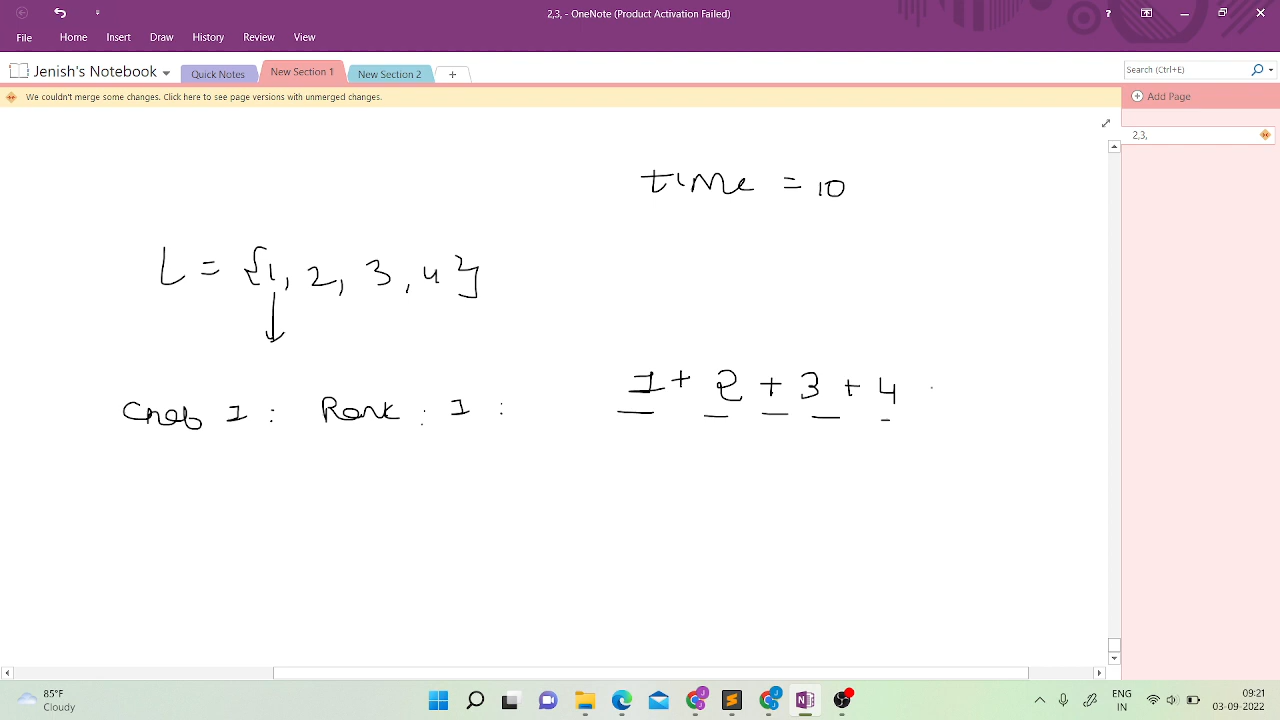 2,3, - OneNote (Product Activation Failed)
?
File Home Insert Draw History Review View
Jenish's Notebook Quick Notes New Section 1 New Section 2 +
Search (Ctrl+E)
We couldn't merge some changes. Click here to see page versions with unmerged changes.
Add Page
2,3,
time = 10
L = {1, 2, 3, 4}
1 + 2 + 3 + 4
1 : Rank : 1 :
85°F
Cloudy
ENG
IN
09:21
03-09-2022